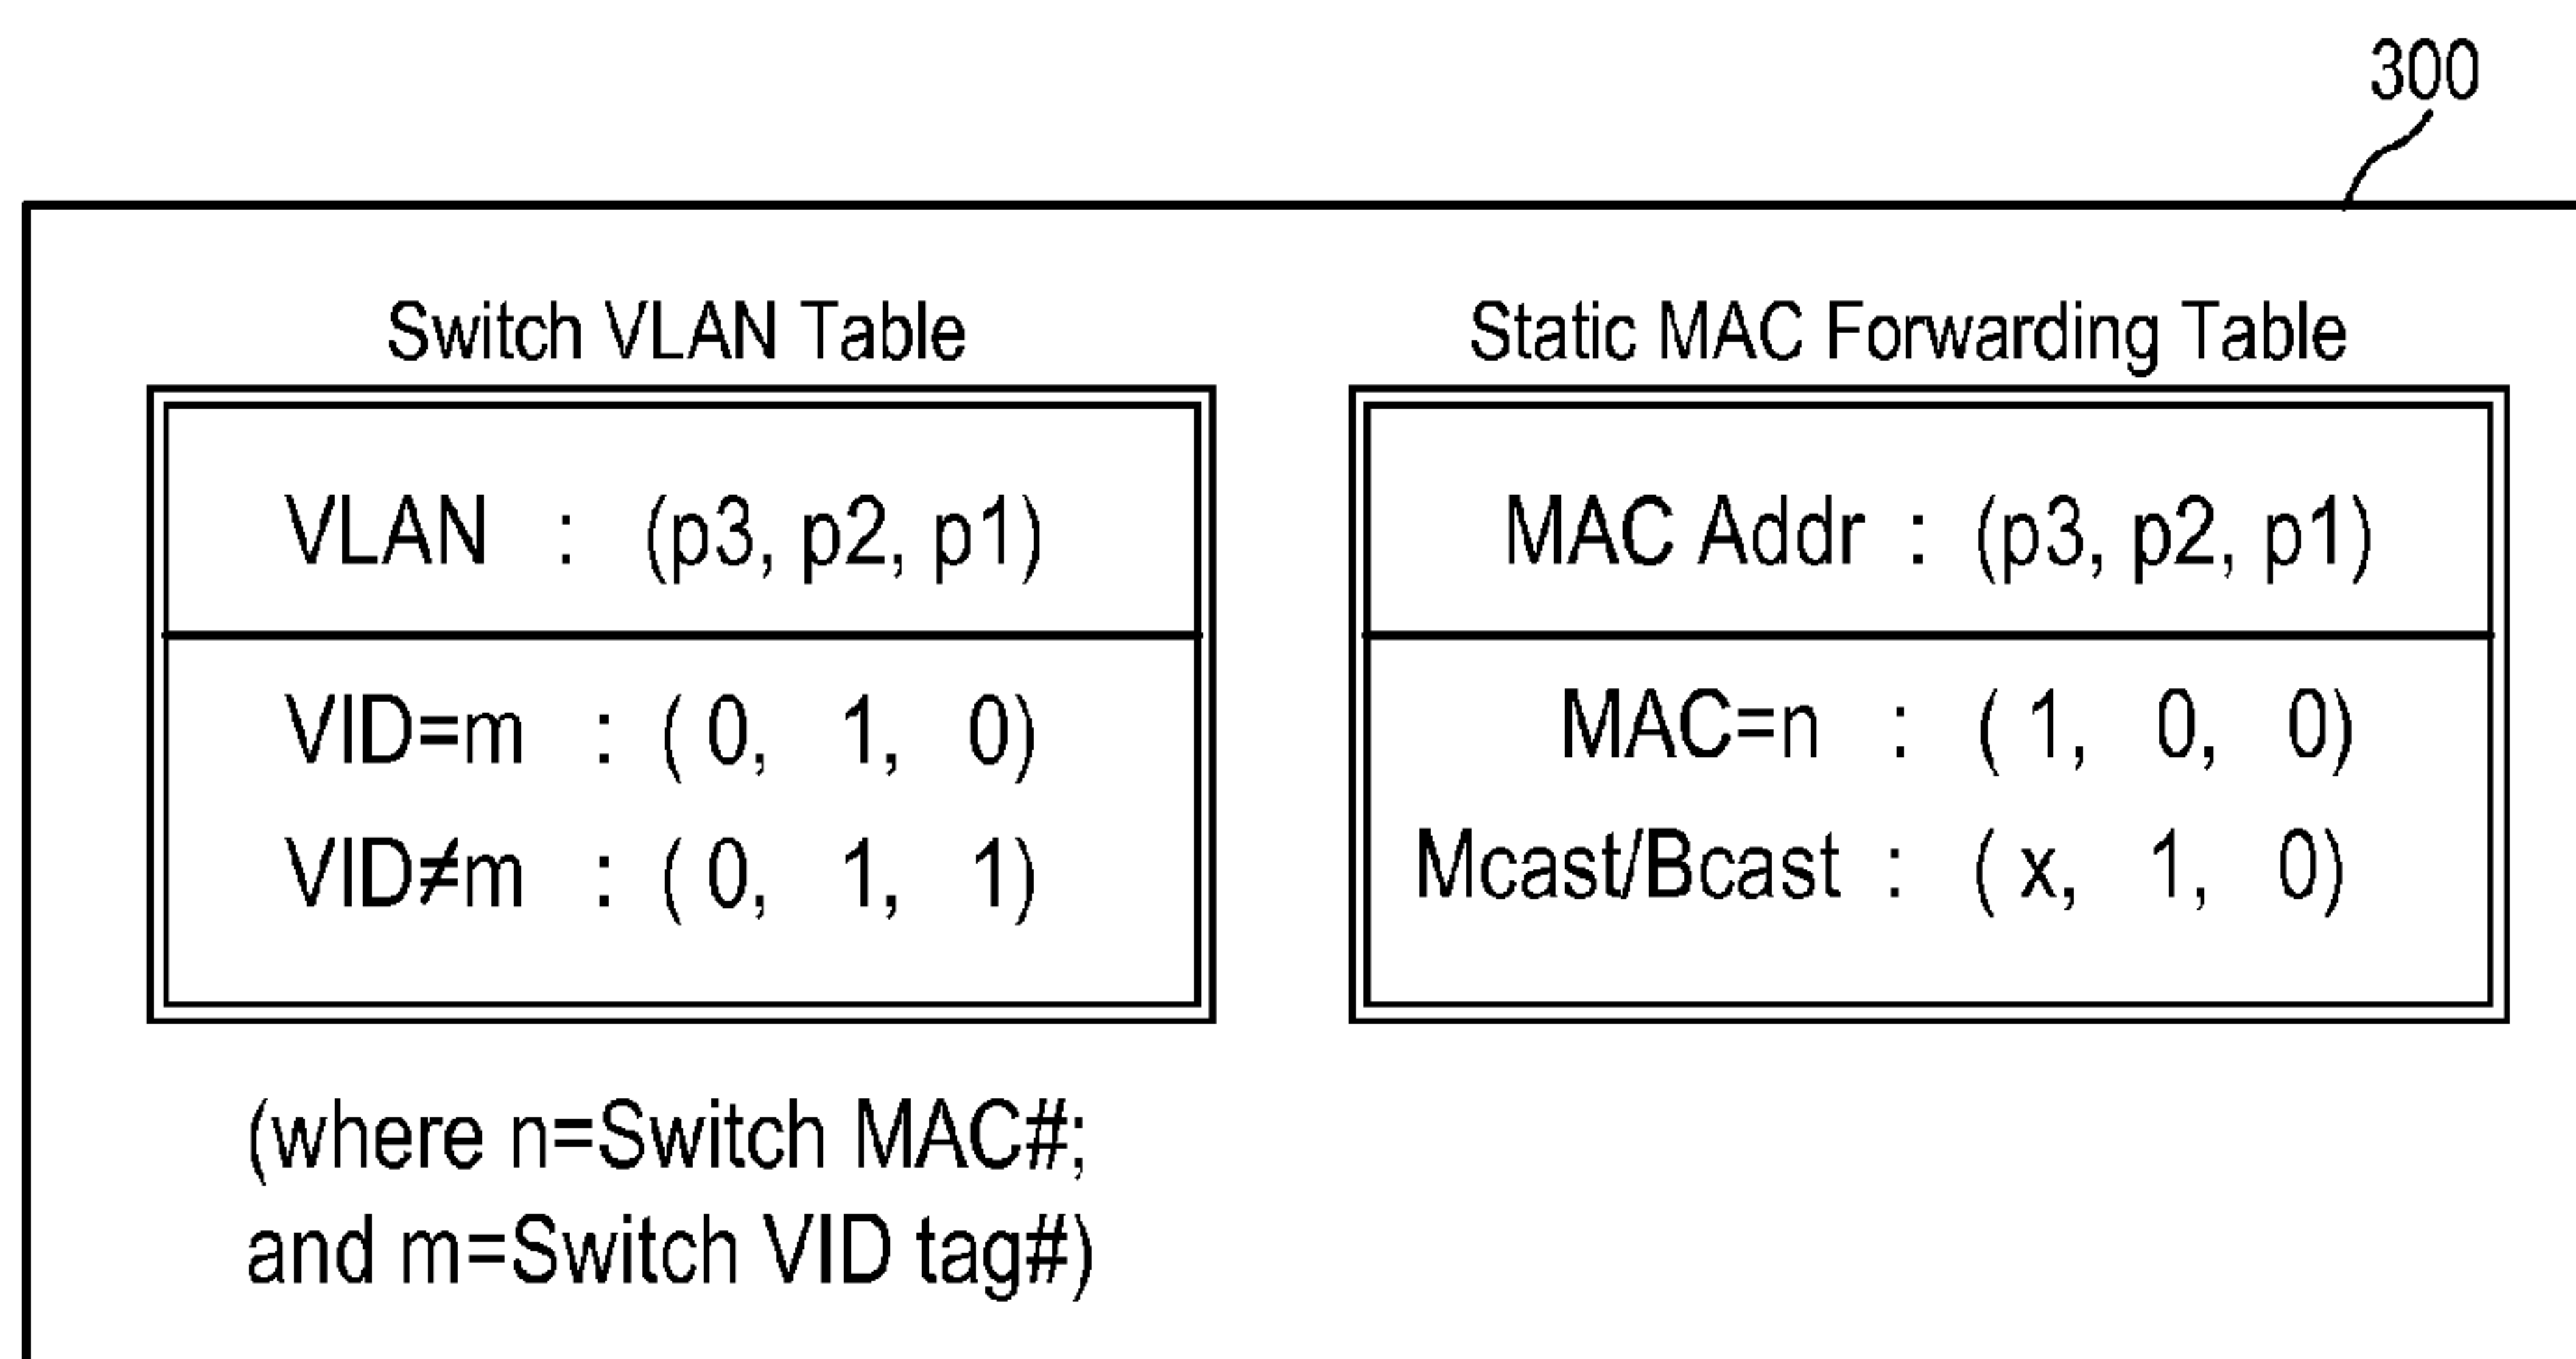 300
Switch VLAN Table
VLAN : (p3, p2, p1)
VID=m : ( 0, 1, 0)
VID≠m : ( 0, 1, 1)
Static MAC Forwarding Table
MAC Addr : (p3, p2, p1)
MAC=n : ( 1, 0, 0)
Mcast/Bcast : ( x, 1, 0)
(where n=Switch MAC#;
and m=Switch VID tag#)